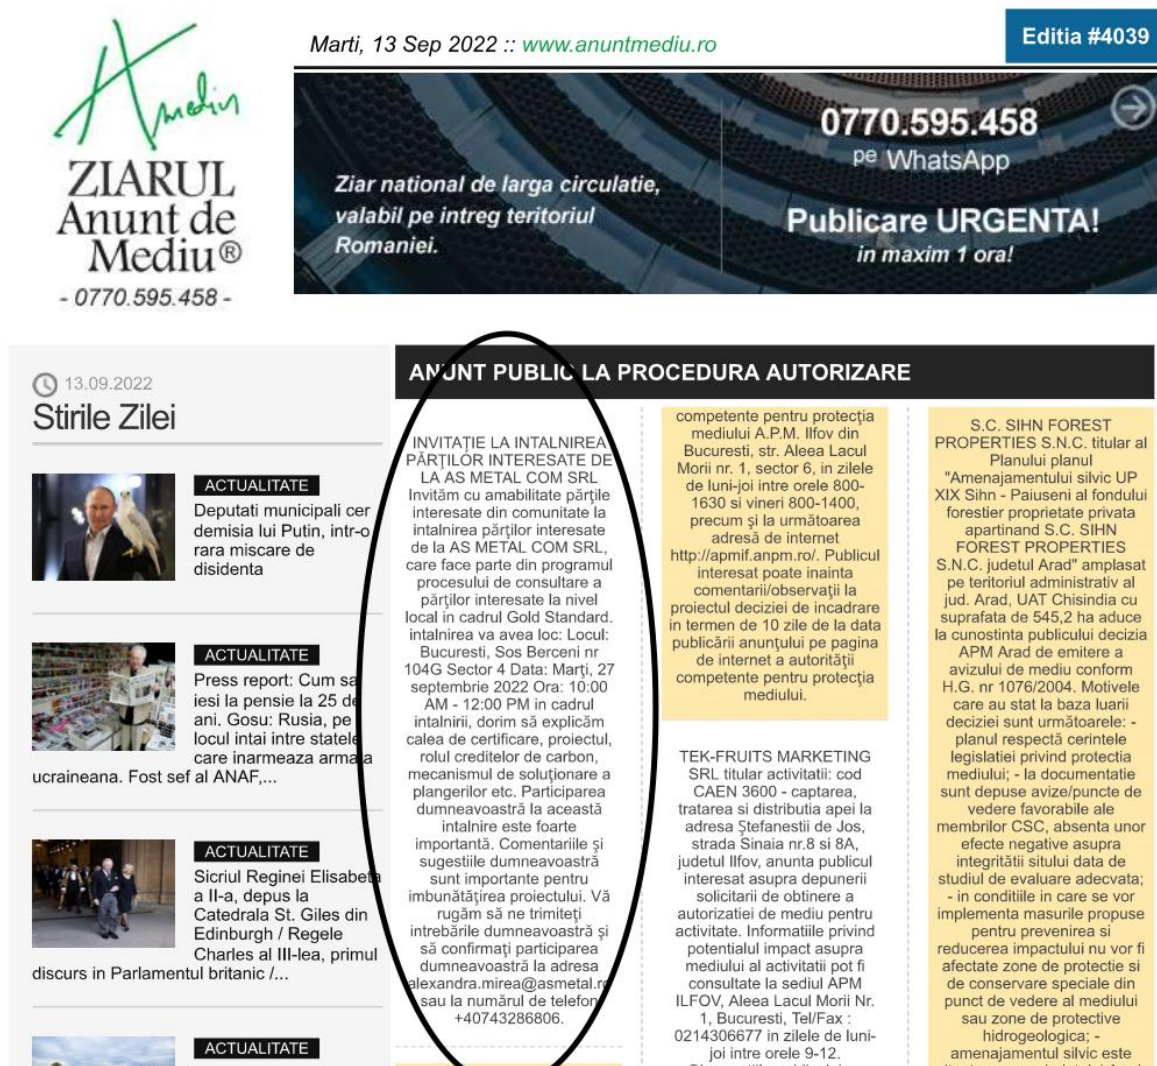 Amediu
ZIARUL
Anunt de
Mediu®
- 0770.595.458 -
Marti, 13 Sep 2022 :: www.anuntmediu.ro
Editia #4039
Ziar national de larga circulatie,
valabil pe intreg teritoriul
Romaniei.
0770.595.458
pe WhatsApp
Publicare URGENTA!
in maxim 1 ora!
13.09.2022
Stirile Zilei
ACTUALITATE
Deputati municipali cer
demisia lui Putin, intr-o
rara miscare de
disidenta
ACTUALITATE
Press report: Cum sa
iesi la pensie la 25 de
ani. Gosu: Rusia, pe
locul intai intre statele
care inarmeaza armata
ucraineana. Fost sef al ANAF,...
ACTUALITATE
Sicriul Reginei Elisabeta
a II-a, depus la
Catedrala St. Giles din
Edinburgh / Regele
Charles al III-lea, primul
discurs in Parlamentul britanic /...
ACTUALITATE
ANUNT PUBLIC LA PROCEDURA AUTORIZARE
INVITAȚIE LA INTALNIREA
PĂRȚILOR INTERESATE DE
LA AS METAL COM SRL
Invităm cu amabilitate părțile
interesate din comunitate la
intalnirea părților interesate
de la AS METAL COM SRL,
care face parte din programul
procesului de consultare a
părților interesate la nivel
local in cadrul Gold Standard.
intalnirea va avea loc: Locul:
Bucuresti, Sos Berceni nr
104G Sector 4 Data: Marți, 27
septembrie 2022 Ora: 10:00
AM - 12:00 PM in cadrul
intalnirii, dorim să explicăm
calea de certificare, proiectul,
rolul creditelor de carbon,
mecanismul de soluționare a
plangerilor etc. Participarea
dumneavoastră la această
intalnire este foarte
importantă. Comentariile și
sugestiile dumneavoastră
sunt importante pentru
imbunătățirea proiectului. Vă
rugăm să ne trimiteți
intrebările dumneavoastră și
să confirmați participarea
dumneavoastră la adresa
alexandra.mirea@asmetal.ro
sau la numărul de telefon
+40743286806.
competente pentru protecția
mediului A.P.M. Ilfov din
Bucuresti, str. Aleea Lacul
Morii nr. 1, sector 6, in zilele
de luni-joi intre orele 800-
1630 si vineri 800-1400,
precum și la următoarea
adresă de internet
http://apmif.anpm.ro/. Publicul
interesat poate inainta
comentarii/observații la
proiectul deciziei de incadrare
in termen de 10 zile de la data
publicării anunțului pe pagina
de internet a autorității
competente pentru protecția
mediului.
TEK-FRUITS MARKETING
SRL titular activitatii: cod
CAEN 3600 - captarea,
tratarea si distributia apei la
adresa Ștefanestii de Jos,
strada Sinaia nr.8 si 8A,
judetul Ilfov, anunta publicul
interesat asupra depunerii
solicitarii de obtinere a
autorizatiei de mediu pentru
activitate. Informatiile privind
potentialul impact asupra
mediului al activitatii pot fi
consultate la sediul APM
ILFOV, Aleea Lacul Morii Nr.
1, Bucuresti, Tel/Fax :
0214306677 in zilele de luni-
joi intre orele 9-12.
S.C. SIHN FOREST
PROPERTIES S.N.C. titular al
Planului planul
"Amenajamentului silvic UP
XIX Sihn - Paiuseni al fondului
forestier proprietate privata
apartinand S.C. SIHN
FOREST PROPERTIES
S.N.C. judetul Arad" amplasat
pe teritoriul administrativ al
jud. Arad, UAT Chisindia cu
suprafata de 545,2 ha aduce
la cunostinta publicului decizia
APM Arad de emitere a
avizului de mediu conform
H.G. nr 1076/2004. Motivele
care au stat la baza luarii
deciziei sunt următoarele: -
planul respectă cerintele
legislatiei privind protectia
mediului; - la documentatie
sunt depuse avize/puncte de
vedere favorabile ale
membrilor CSC, absenta unor
efecte negative asupra
integrității sitului data de
studiul de evaluare adecvata;
- in conditiile in care se vor
implementa masurile propuse
pentru prevenirea si
reducerea impactului nu vor fi
afectate zone de protectie si
de conservare speciale din
punct de vedere al mediului
sau zone de protective
hidrogeologica; -
amenajamentul silvic este